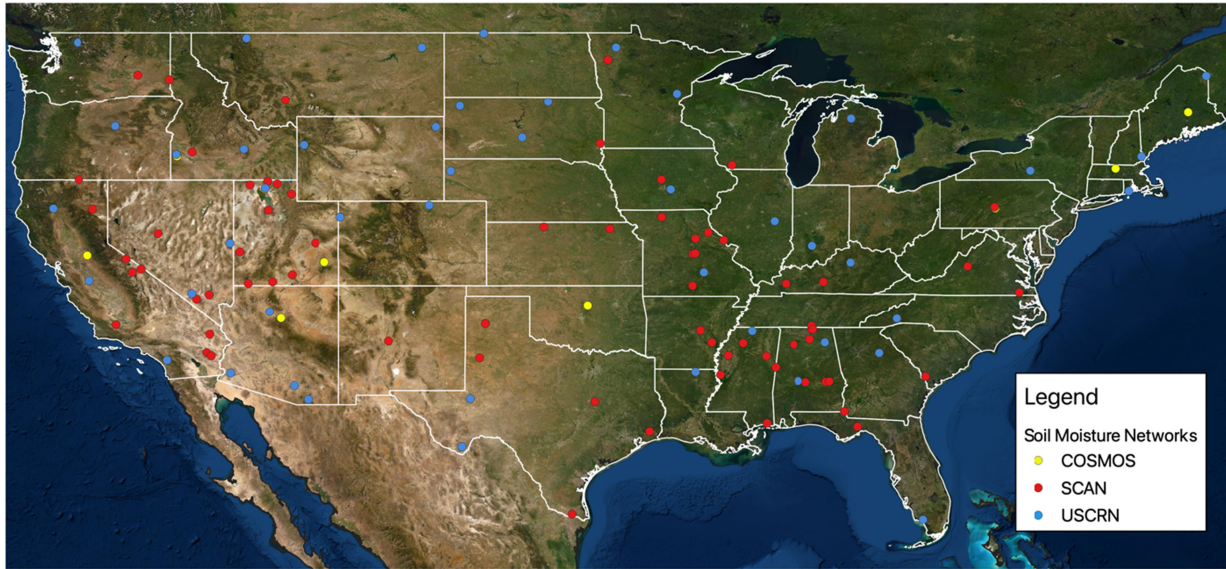 Legend
Soil Moisture Networks
COSMOS
SCAN
USCRN